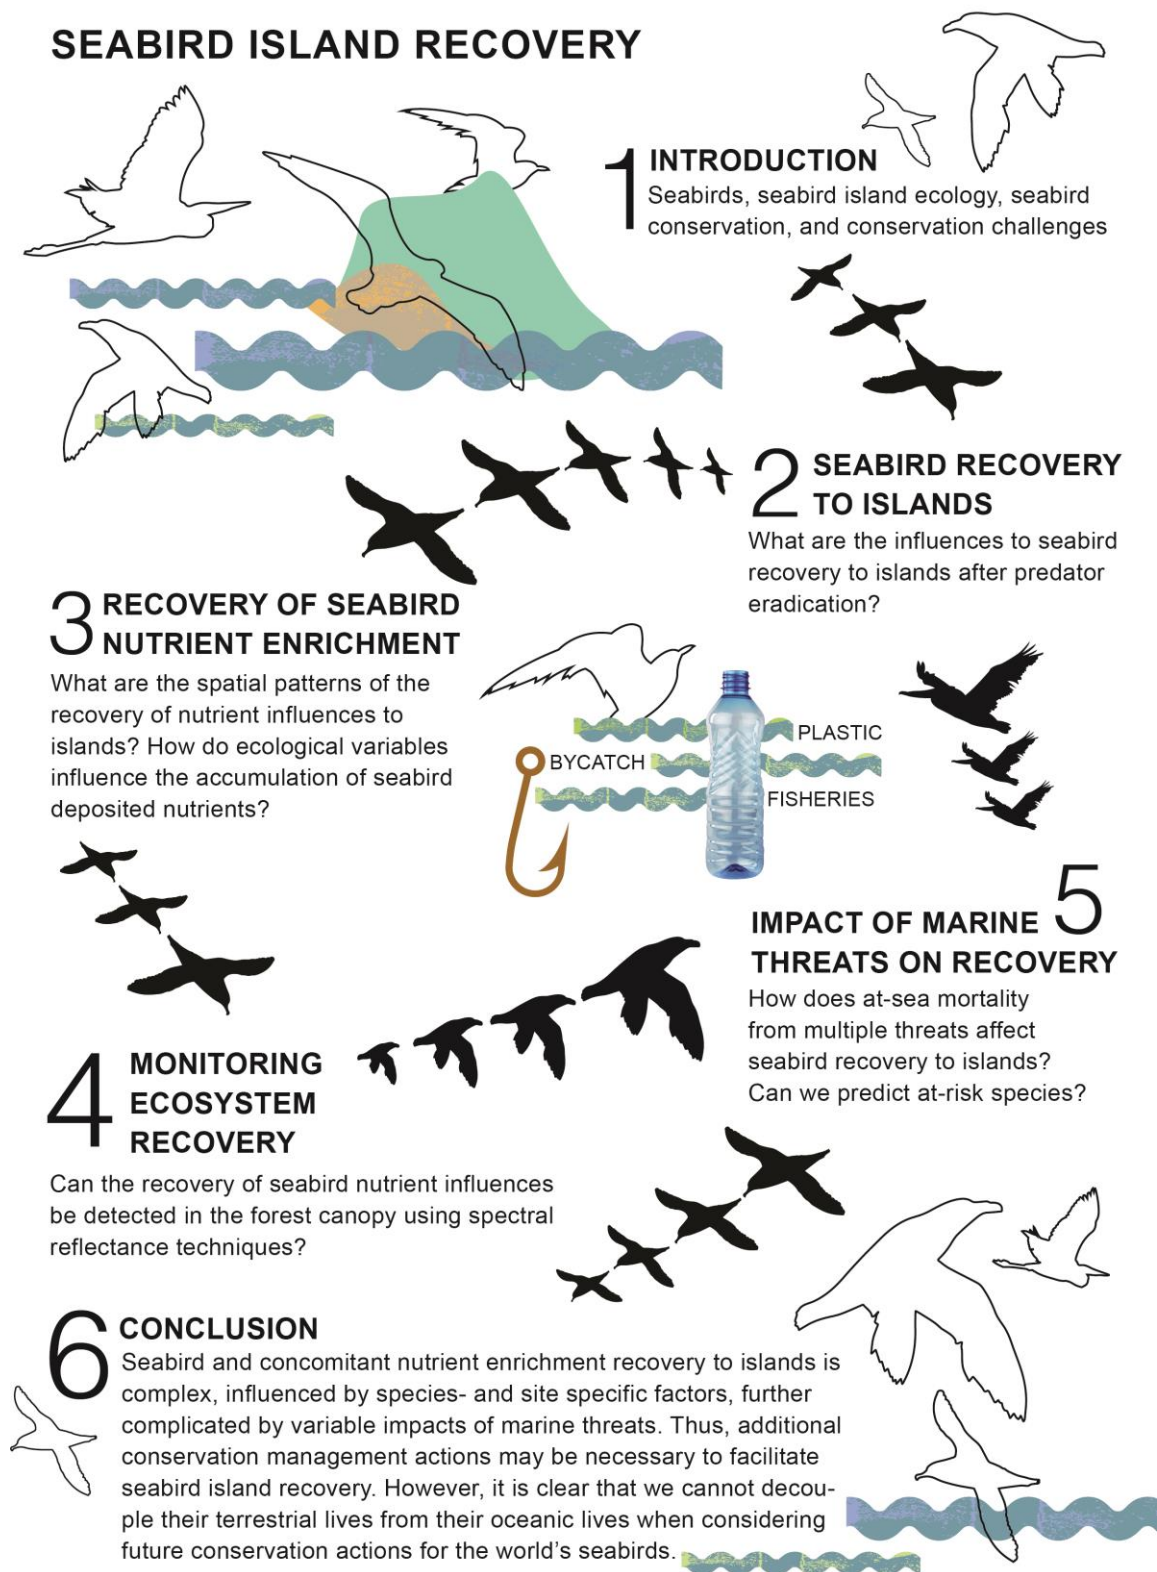 SEABIRD ISLAND RECOVERY
1 INTRODUCTION
Seabirds, seabird island ecology, seabird
conservation, and conservation challenges
2 SEABIRD RECOVERY
TO ISLANDS
What are the influences to seabird
recovery to islands after predator
eradication?
3 RECOVERY OF SEABIRD
NUTRIENT ENRICHMENT
What are the spatial patterns of the
recovery of nutrient influences to
islands? How do ecological variables
influence the accumulation of seabird
deposited nutrients?
PLASTIC
BYCATCH
FISHERIES
4 MONITORING
ECOSYSTEM
RECOVERY
Can the recovery of seabird nutrient influences
be detected in the forest canopy using spectral
reflectance techniques?
IMPACT OF MARINE 5
THREATS ON RECOVERY
How does at-sea mortality
from multiple threats affect
seabird recovery to islands?
Can we predict at-risk species?
6 CONCLUSION
Seabird and concomitant nutrient enrichment recovery to islands is
complex, influenced by species- and site specific factors, further
complicated by variable impacts of marine threats. Thus, additional
conservation management actions may be necessary to facilitate
seabird island recovery. However, it is clear that we cannot decou-
ple their terrestrial lives from their oceanic lives when considering
future conservation actions for the world's seabirds.